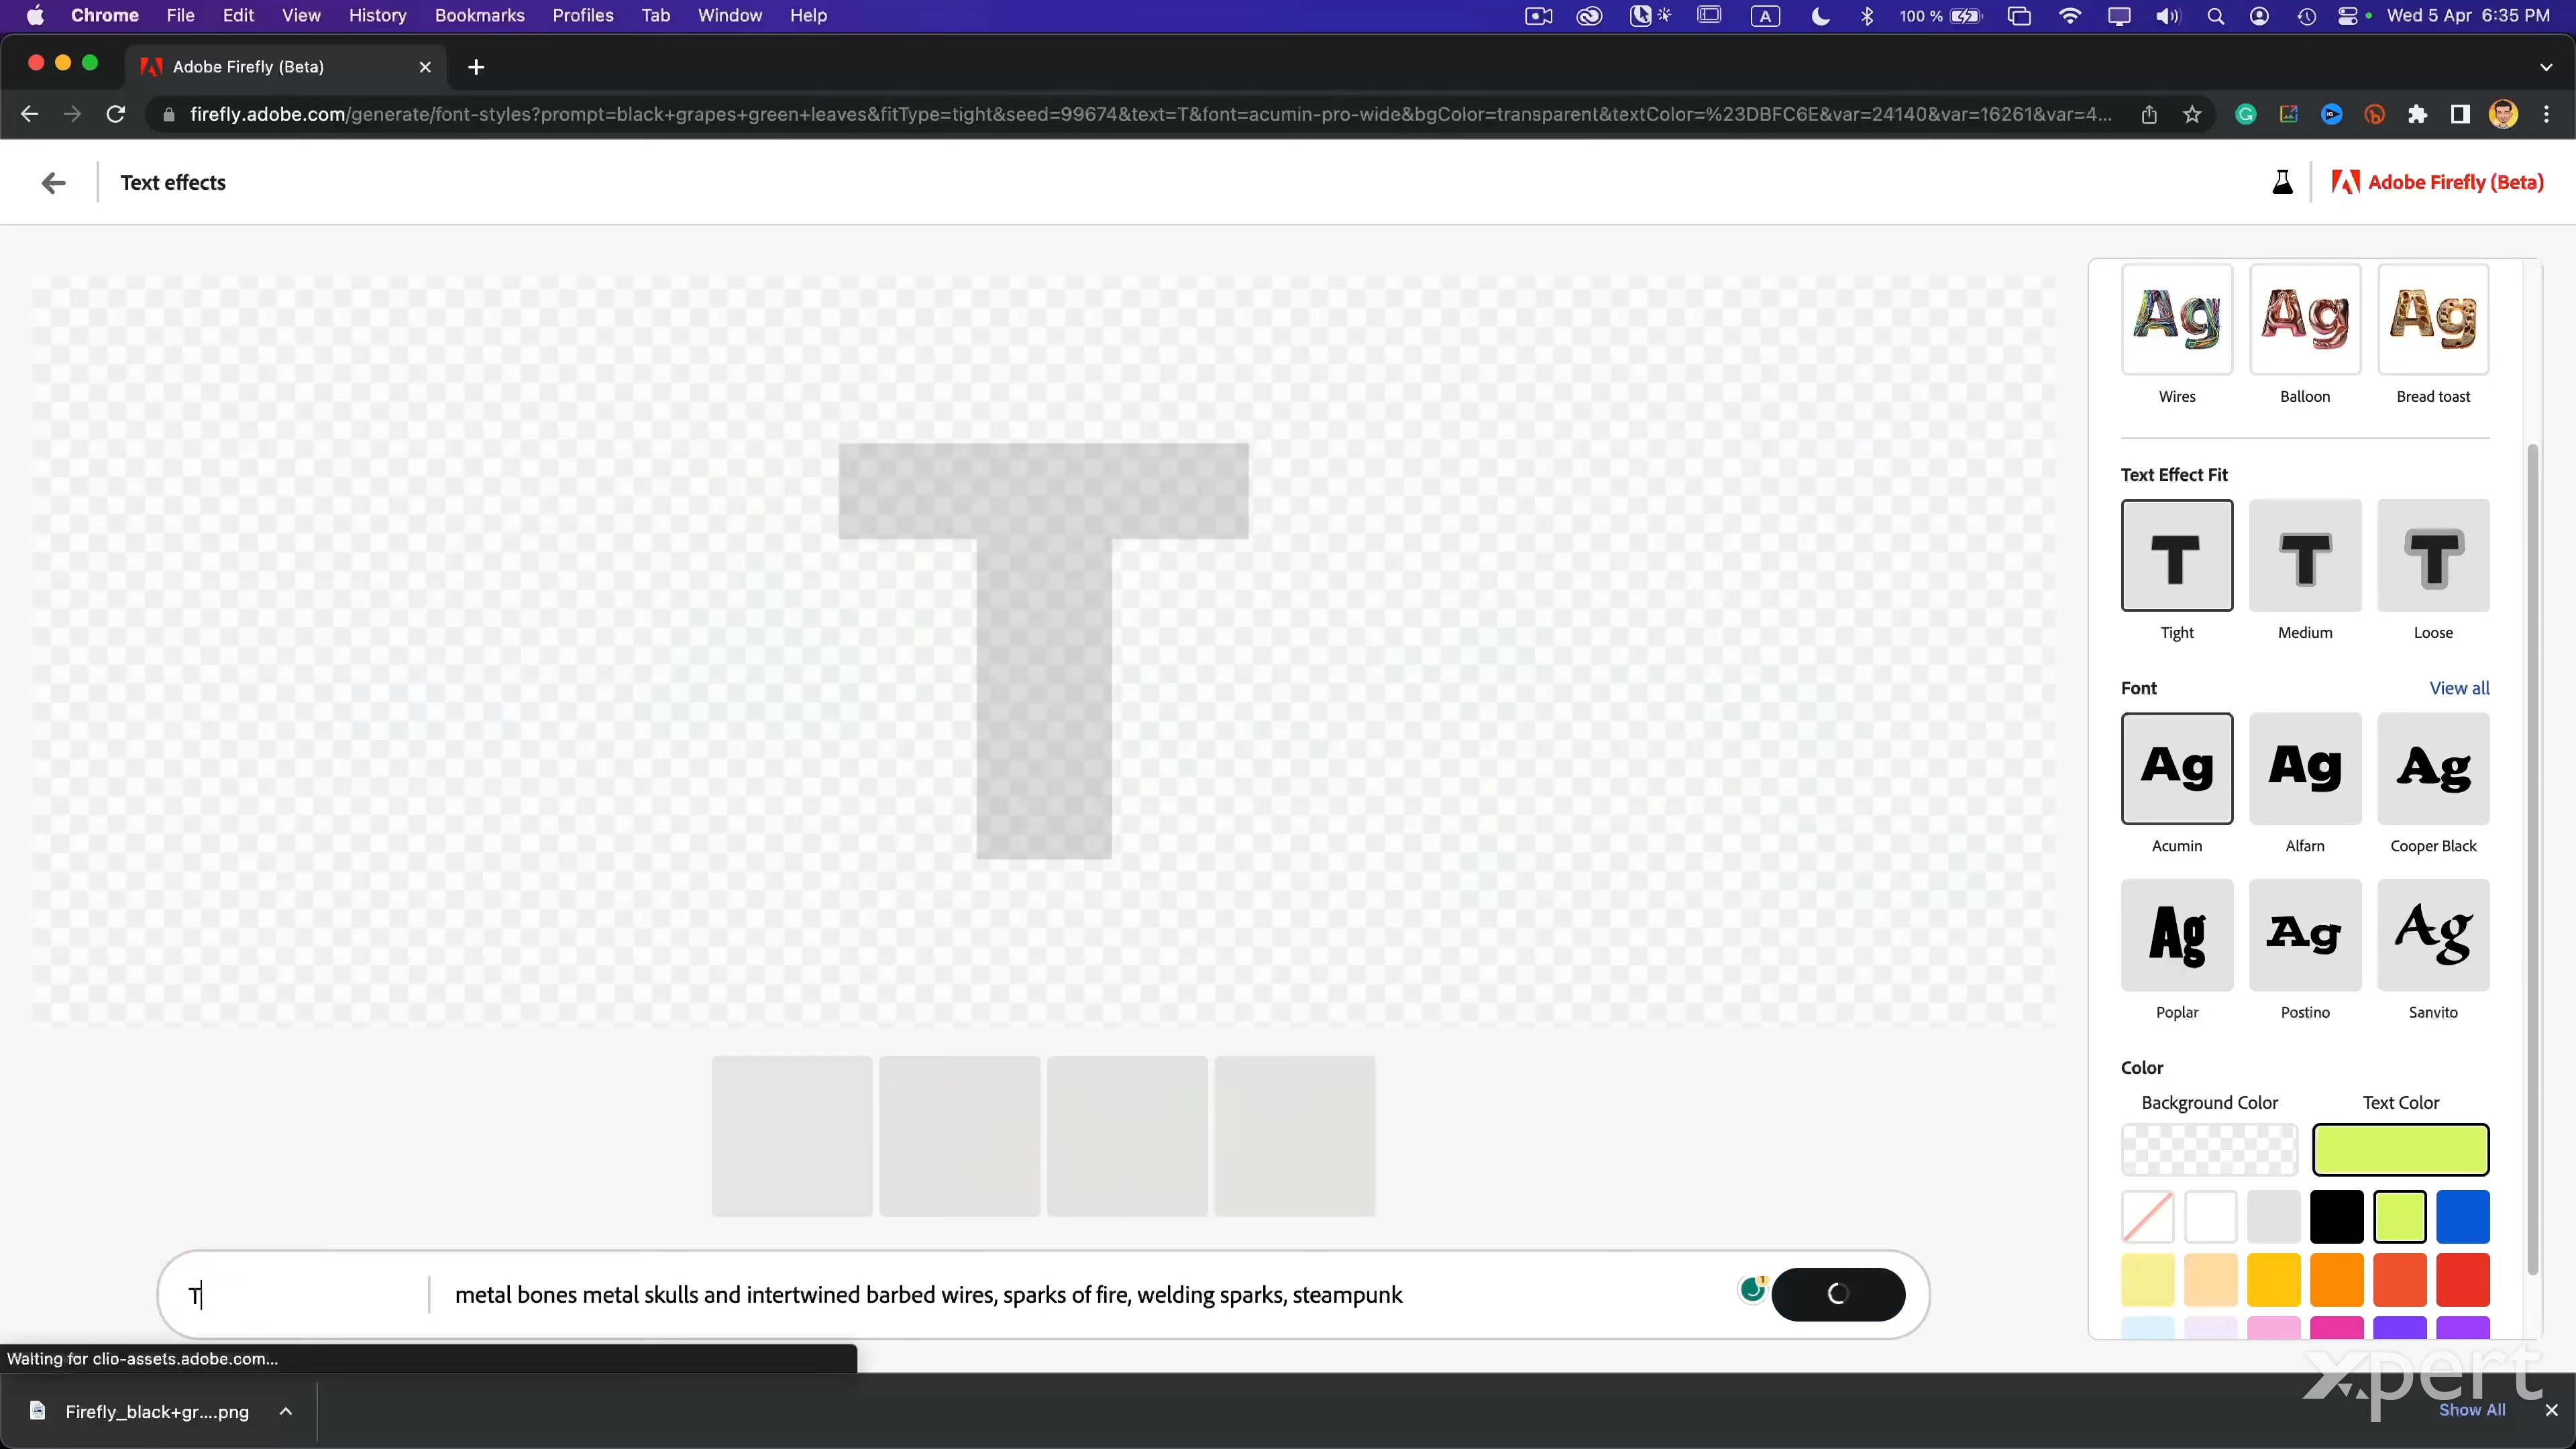 Chrome File Edit View History Bookmarks Profiles Tab Window Help
A 100 % Wed 5 Apr 6:35 PM
Adobe Firefly (Beta)
firefly.adobe.com/generate/font-styles?prompt=black+grapes+green+leaves&fitType=tight&seed=99674&text=T&font=acumin-pro-wide&bgColor=transparent&textColor=%23DBFC6E&var=24140&var=16261&var=4...
Text effects
Adobe Firefly (Beta)
Ag Ag Ag
Wires Balloon Bread toast
Text Effect Fit
T T T
Tight Medium Loose
Font View all
Ag Ag Ag
Acumin Alfarn Cooper Black
Ag Ag Ag
Poplar Postino Sanvito
Color
Background Color Text Color
T
T metal bones metal skulls and intertwined barbed wires, sparks of fire, welding sparks, steampunk
1
Waiting for clio-assets.adobe.com...
Firefly_black+gr....png
xpert
Show All